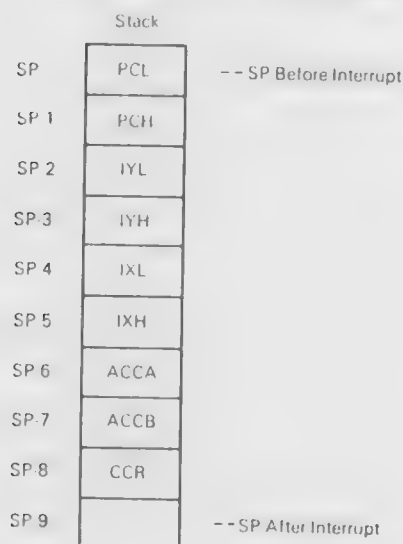 Stack
SP PCL -- SP Before Interrupt
SP 1 PCH
SP 2 IYL
SP-3 IYH
SP 4 IXL
SP 5 IXH
SP 6 ACCA
SP-7 ACCB
SP-8 CCR
SP 9 -- SP After Interrupt